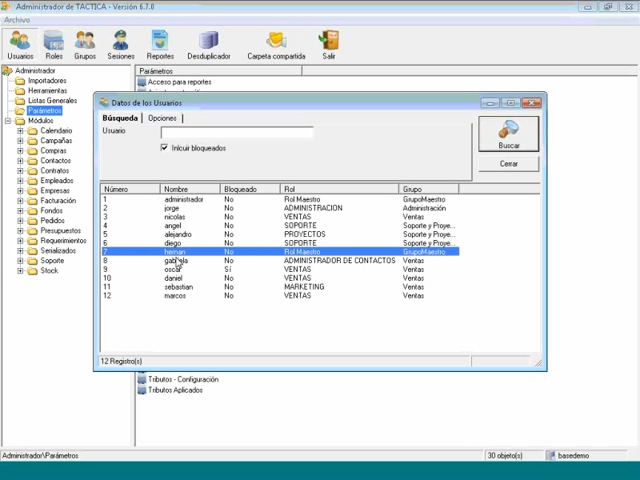 Administrador de TACTICA - Versión 6.7.0
Archivo
Usuarios Roles Grupos Sesiones Reportes Desduplicador Carpeta compartida Salir
Administrador
Importadores
Herramientas
Listas Generales
Parámetros
Módulos
Calendario
Campañas
Compras
Contactos
Contratos
Empleados
Empresas
Facturación
Fondos
Pedidos
Presupuestos
Requerimientos
Serializados
Soporte
Stock
Parámetros
Acceso para reportes
Datos de los Usuarios
Búsqueda Opciones
Usuario
Inlcuir bloqueados
Buscar
Cerrar
Número Nombre Bloqueado Rol Grupo
1 administrador No Rol Maestro GrupoMaestro
2 jorge No ADMINISTRACION Administración
3 nicolas No VENTAS Ventas
4 angel No SOPORTE Soporte y Proye...
5 alejandro No PROYECTOS Soporte y Proye...
6 diego No SOPORTE Soporte y Proye...
7 hernan No Rol Maestro GrupoMaestro
8 gabriela No ADMINISTRADOR DE CONTACTOS Ventas
9 oscar Sí VENTAS Ventas
10 daniel No VENTAS Ventas
11 sebastian No MARKETING Ventas
12 marcos No VENTAS Ventas
12 Registro(s)
Tributos - Configuración
Tributos Aplicados
Administrador\Parámetros 30 objeto(s) basedemo